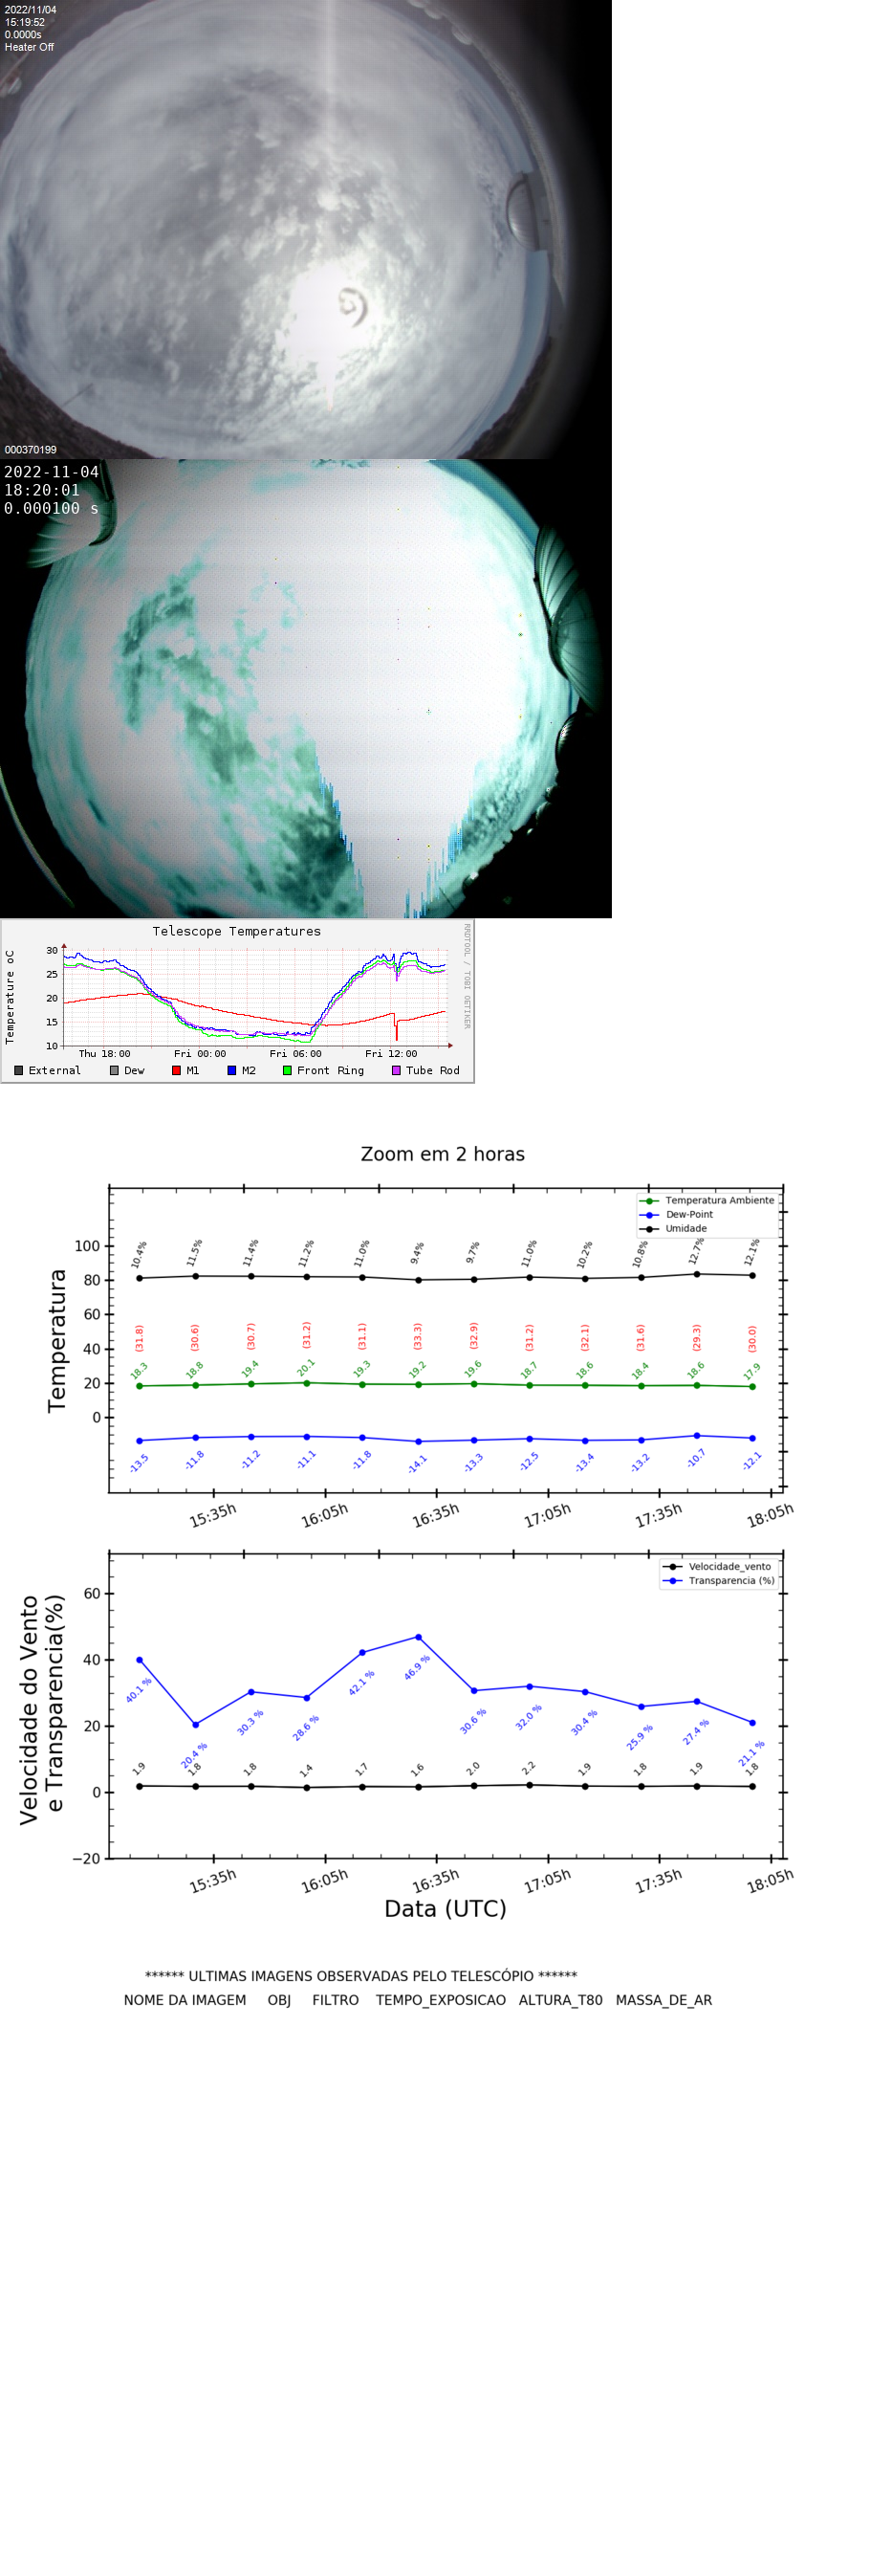 2022/11/04
15:19:52
0.0000s
Heater Off
000370199
2022-11-04
18:20:01
0.000100 s
Telescope Temperatures
RRDTOOL / TOBI OETIKER
Temperature oC
30
25
20
15
10
Thu 18:00 Fri 00:00 Fri 06:00 Fri 12:00
External Dew M1 M2 Front Ring Tube Rod
Zoom em 2 horas
Temperatura Ambiente
Dew-Point
Umidade
Temperatura
100
80
60
40
20
0
10.4% 11.5% 11.4% 11.2% 11.0% 9.4% 9.7% 11.0% 10.2% 10.8% 12.7% 12.1%
(31.8) (30.6) (30.7) (31.2) (31.1) (33.3) (32.9) (31.2) (32.1) (31.6) (29.3) (30.0)
18.3 18.8 19.4 20.1 19.3 19.2 19.6 18.7 18.6 18.4 18.6 17.9
-13.5 -11.8 -11.2 -11.1 -11.8 -14.1 -13.3 -12.5 -13.4 -13.2 -10.7 -12.1
15:35h 16:05h 16:35h 17:05h 17:35h 18:05h
Velocidade_vento
Transparencia (%)
Velocidade do Vento
e Transparencia(%)
60
40
20
0
−20
40.1 % 20.4 % 30.3 % 28.6 % 42.1 % 46.9 % 30.6 % 32.0 % 30.4 % 25.9 % 27.4 % 21.1 %
1.9 1.8 1.8 1.4 1.7 1.6 2.0 2.2 1.9 1.8 1.9 1.8
15:35h 16:05h 16:35h 17:05h 17:35h 18:05h
Data (UTC)
****** ULTIMAS IMAGENS OBSERVADAS PELO TELESCÓPIO ******
NOME DA IMAGEM OBJ FILTRO TEMPO_EXPOSICAO ALTURA_T80 MASSA_DE_AR